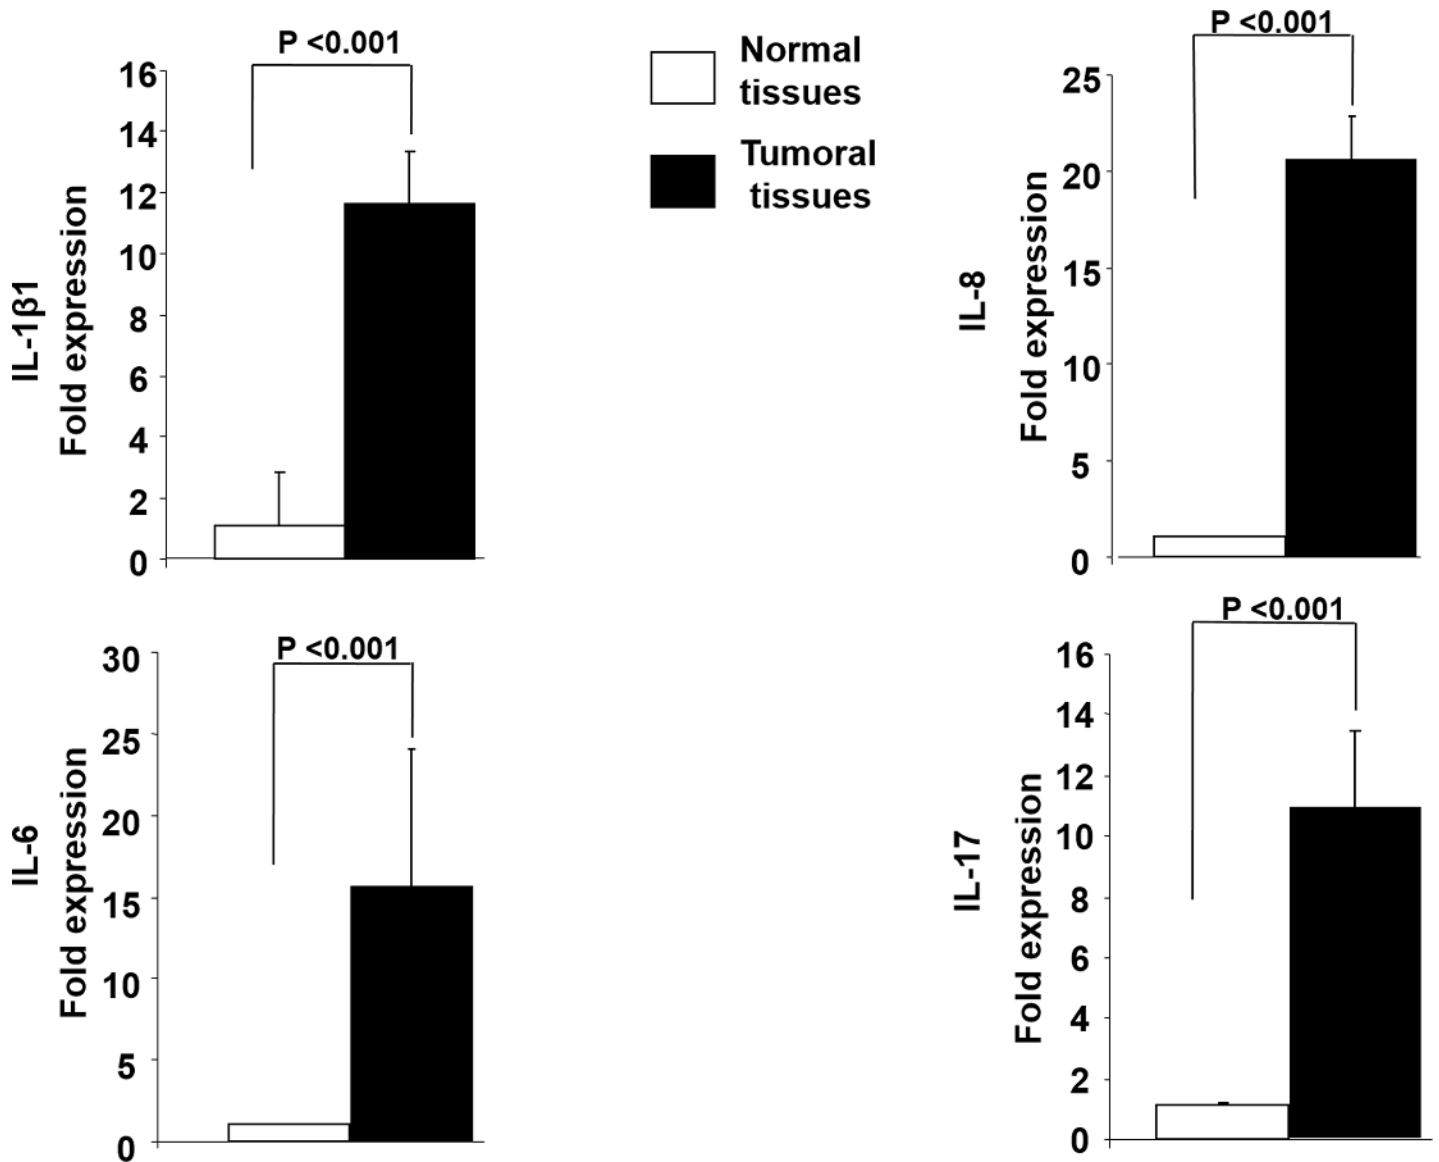 P <0.001
16
14
12
10
8
6
4
2
0
IL-1β1
Fold expression
Normal
tissues
Tumoral
tissues
P <0.001
25
20
15
10
5
0
IL-8
Fold expression
P <0.001
30
25
20
15
10
5
0
IL-6
Fold expression
P <0.001
16
14
12
10
8
6
4
2
0
IL-17
Fold expression